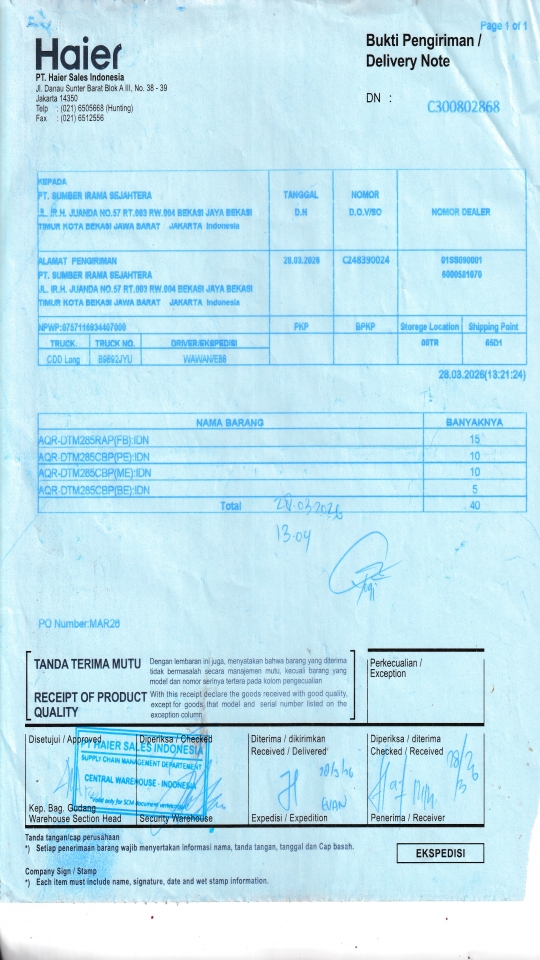 Page 1 of 1
Haier
Bukti Pengiriman /
Delivery Note
PT. Haier Sales Indonesia
Jl. Danau Sunter Barat Blok A III, No. 38 - 39
Jakarta 14350
Telp : (021) 6505668 (Hunting)
Fax : (021) 6512556
DN : C300802868
KEPADA TANGGAL NOMOR
PT. SUMBER IRAMA SEJAHTERA D.H D.O.V/SO NOMOR DEALER
JL. IR.H. JUANDA NO.57 RT.003 RW.004 BEKASI JAYA BEKASI
TIMUR KOTA BEKASI JAWA BARAT JAKARTA Indonesia
ALAMAT PENGIRIMAN 28.03.2026 C248390024
PT. SUMBER IRAMA SEJAHTERA
JL. IR.H. JUANDA NO.57 RT.003 RW.004 BEKASI JAYA BEKASI
TIMUR KOTA BEKASI JAWA BARAT JAKARTA Indonesia
PKP BPKP Storege Location Shipping Point
TRUCK. TRUCK NO. DRIVER/EKSPEDISI
CDD Long B9892JYU
28.03.2026(13:21:24)
NAMA BARANG BANYAKNYA
AQR-DTM285RAP(FB):IDN 15
AQR-DTM285CBP(PE):IDN 10
AQR-DTM285CBP(ME):IDN 10
AQR-DTM285CBP(BE):IDN 5
Total 40
28.03.2026
13.04
PO Number:MAR26
TANDA TERIMA MUTU
Dengan lembaran ini juga, menyatakan bahwa barang yang diterima
tidak bermasalah secara manajemen mutu, kecuali barang yang
model dan nomor serinya tertera pada kolom pengecualian
RECEIPT OF PRODUCT
QUALITY
With this receipt declare the goods received with good quality,
except for goods that model and serial number listed on the
exception column
Perkecualian /
Exception
Disetujui / Approved
Diperiksa / Checked
Diterima / dikirimkan
Received / Delivered
Diperiksa / diterima
Checked / Received
PT HAIER SALES INDONESIA
SUPPLY CHAIN MANAGEMENT DEPARTEMENT
CENTRAL WAREHOUSE - INDONESIA
28/3/26
EVAN
28/3/26
Kep. Bag. Gudang
Warehouse Section Head
Security Warehouse
Expedisi / Expedition
Penerima / Receiver
Tanda tangan/cap perusahaan
*) Setiap penerimaan barang wajib menyertakan informasi nama, tanda tangan, tanggal dan Cap basah.
EKSPEDISI
Company Sign / Stamp
*) Each item must include name, signature, date and wet stamp information.